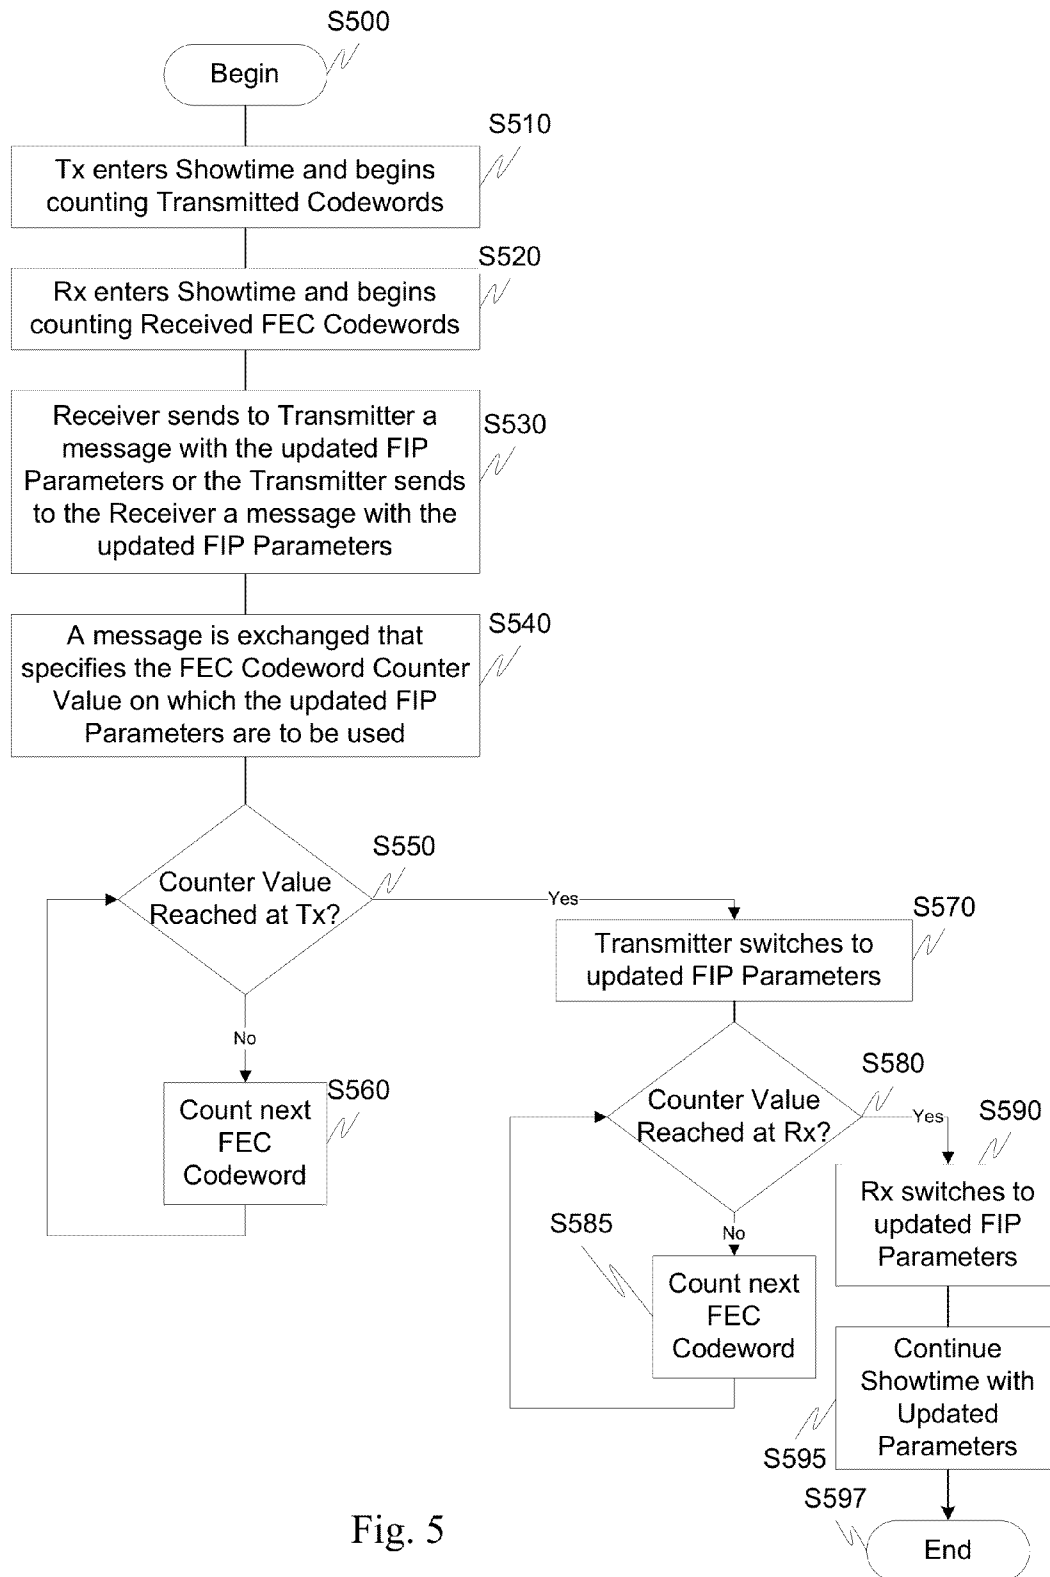 S500
Begin
S510
Tx enters Showtime and begins
counting Transmitted Codewords
S520
Rx enters Showtime and begins
counting Received FEC Codewords
S530
Receiver sends to Transmitter a
message with the updated FIP
Parameters or the Transmitter sends
to the Receiver a message with the
updated FIP Parameters
S540
A message is exchanged that
specifies the FEC Codeword Counter
Value on which the updated FIP
Parameters are to be used
S550
Counter Value
Reached at Tx?
Yes
No
S560
Count next
FEC
Codeword
S570
Transmitter switches to
updated FIP Parameters
S580
Counter Value
Reached at Rx?
Yes
No
S585
Count next
FEC
Codeword
S590
Rx switches to
updated FIP
Parameters
Continue
Showtime with
Updated
Parameters
S595
S597
End
Fig. 5